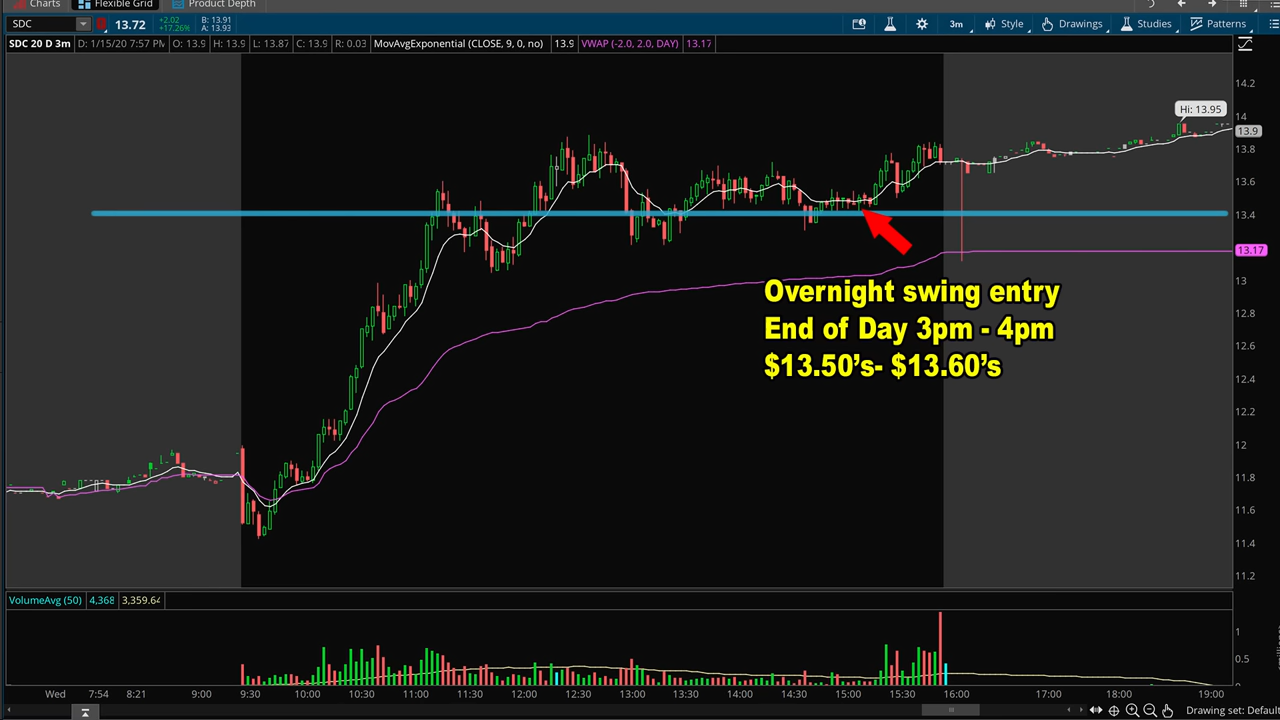 Charts Flexible Grid Product Depth
SDC 13.72 +2.02 +17.26% B: 13.91 A: 13.93 3m Style Drawings Studies Patterns
SDC 20 D 3m D: 1/15/20 7:57 PM O: 13.9 H: 13.9 L: 13.87 C: 13.9 R: 0.03 MovAvgExponential (CLOSE, 9, 0, no) 13.9 VWAP (-2.0, 2.0, DAY) 13.17
14.2
Hi: 13.95
14
13.9
13.8
13.6
13.4
13.17
13
12.8
12.6
12.4
12.2
12
11.8
11.6
11.4
11.2
Overnight swing entry
End of Day 3pm - 4pm
$13.50’s- $13.60’s
VolumeAvg (50) 4,368 3,359.64
1
0.5
Wed 7:54 8:21 9:00 9:30 10:00 10:30 11:00 11:30 12:00 12:30 13:00 13:30 14:00 14:30 15:00 15:30 16:00 17:00 18:00 19:00
Drawing set: Default